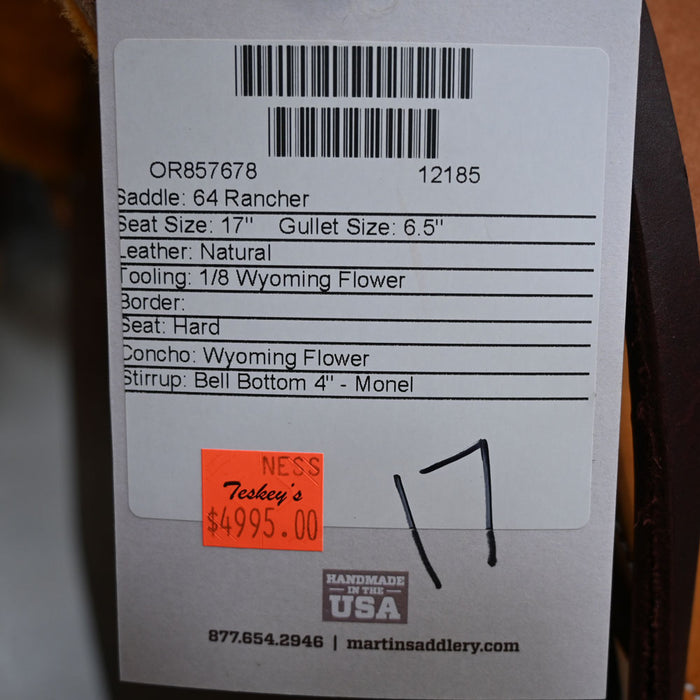 OR857678 12185
Saddle: 64 Rancher
Seat Size: 17" Gullet Size: 6.5"
Leather: Natural
Tooling: 1/8 Wyoming Flower
Border:
Seat: Hard
Concho: Wyoming Flower
Stirrup: Bell Bottom 4" - Monel
NESS
Teskey's
$4995.00
17
HANDMADE
IN THE
USA
877.654.2946 | martinsaddlery.com